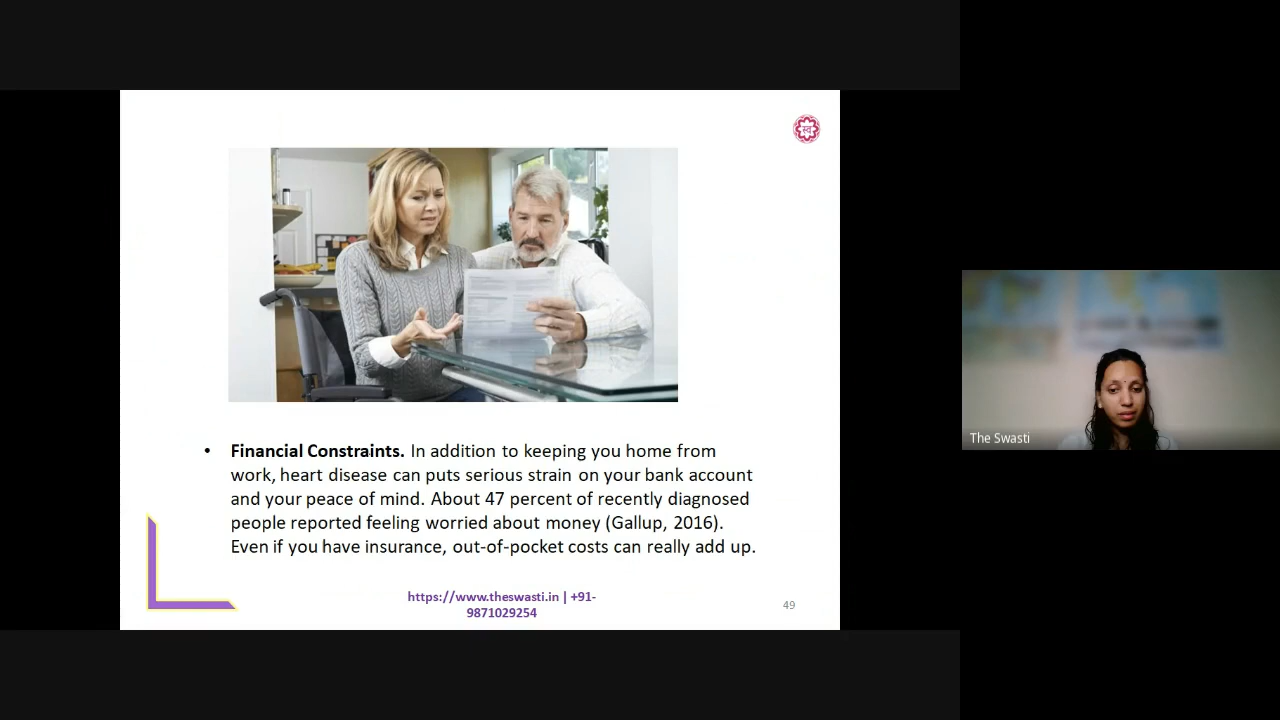 • Financial Constraints. In addition to keeping you home from
work, heart disease can puts serious strain on your bank account
and your peace of mind. About 47 percent of recently diagnosed
people reported feeling worried about money (Gallup, 2016).
Even if you have insurance, out-of-pocket costs can really add up.
https://www.theswasti.in | +91-
9871029254
49
The Swasti